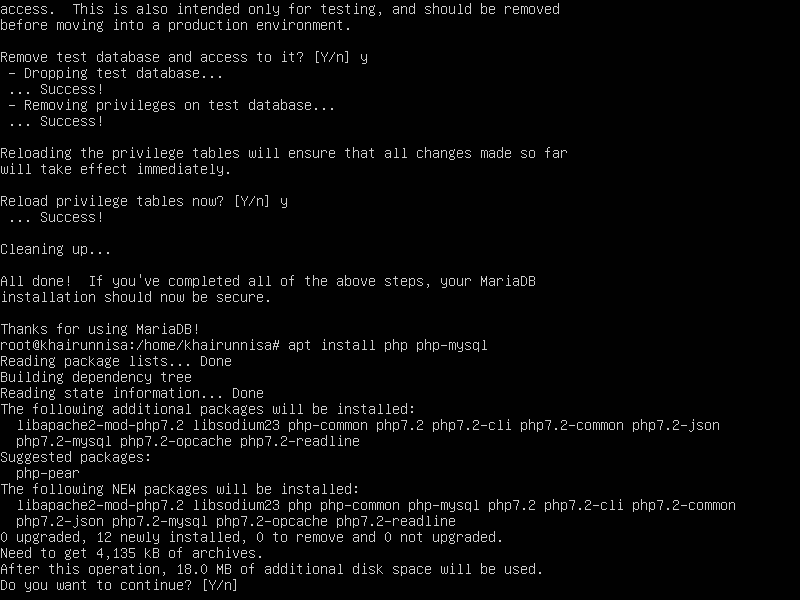 access.  This is also intended only for testing, and should be removed
before moving into a production environment.
Remove test database and access to it? [Y/n] y
 - Dropping test database...
 ... Success!
 - Removing privileges on test database...
 ... Success!
Reloading the privilege tables will ensure that all changes made so far
will take effect immediately.
Reload privilege tables now? [Y/n] y
 ... Success!
Cleaning up...
All done!  If you've completed all of the above steps, your MariaDB
installation should now be secure.
Thanks for using MariaDB!
root@khairunnisa:/home/khairunnisa# apt install php php-mysql
Reading package lists... Done
Building dependency tree
Reading state information... Done
The following additional packages will be installed:
  libapache2-mod-php7.2 libsodium23 php-common php7.2 php7.2-cli php7.2-common php7.2-json
  php7.2-mysql php7.2-opcache php7.2-readline
Suggested packages:
  php-pear
The following NEW packages will be installed:
  libapache2-mod-php7.2 libsodium23 php php-common php-mysql php7.2 php7.2-cli php7.2-common
  php7.2-json php7.2-mysql php7.2-opcache php7.2-readline
0 upgraded, 12 newly installed, 0 to remove and 0 not upgraded.
Need to get 4,135 kB of archives.
After this operation, 18.0 MB of additional disk space will be used.
Do you want to continue? [Y/n]